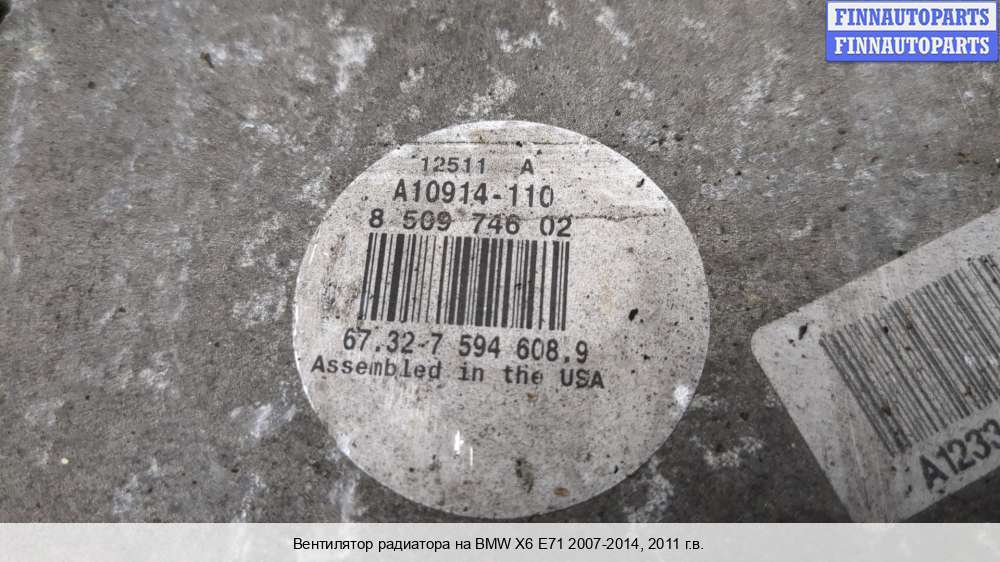 FINNAUTOPARTS
FINNAUTOPARTS
12511 A
A10914-110
8 509 746 02
67.32-7 594 608.9
Assembled in the USA
A1233
Вентилятор радиатора на BMW X6 E71 2007-2014, 2011 г.в.